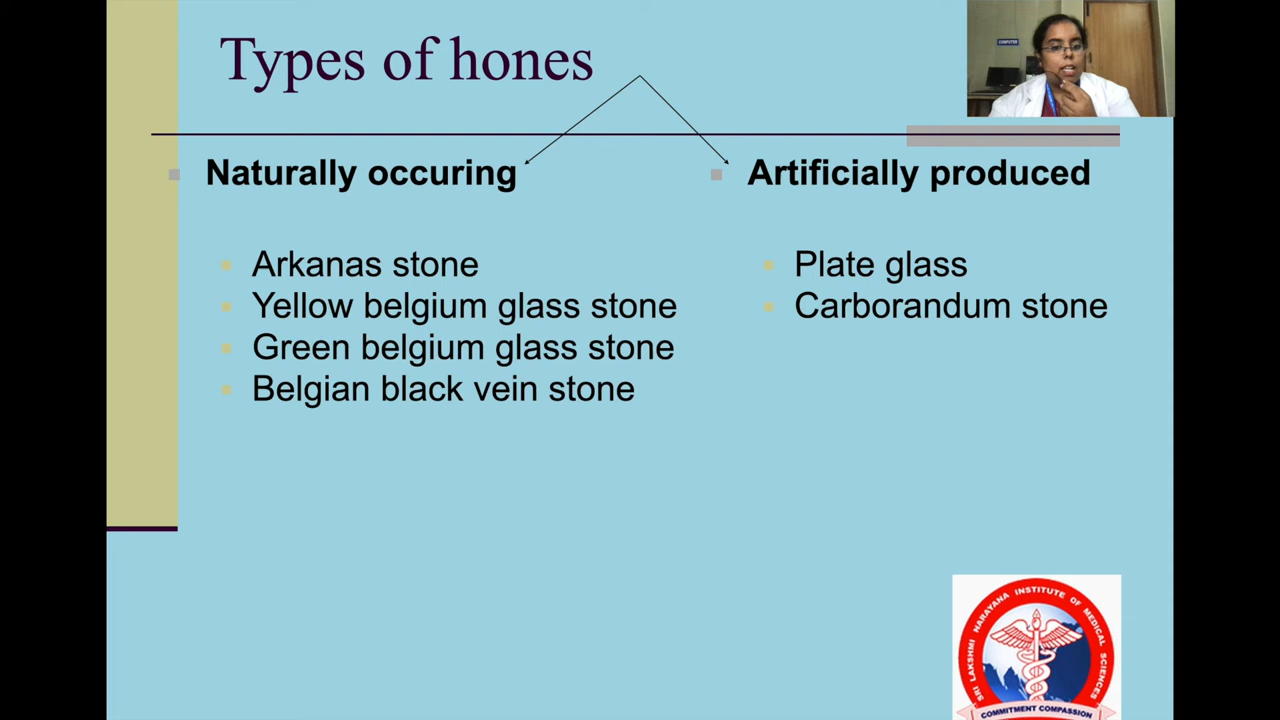 Types of hones
COMPUTER
Naturally occuring
Arkanas stone
Yellow belgium glass stone
Green belgium glass stone
Belgian black vein stone
Artificially produced
Plate glass
Carborandum stone
SRI LAKSHMI NARAYANA INSTITUTE OF MEDICAL SCIENCES
COMMITMENT COMPASSION